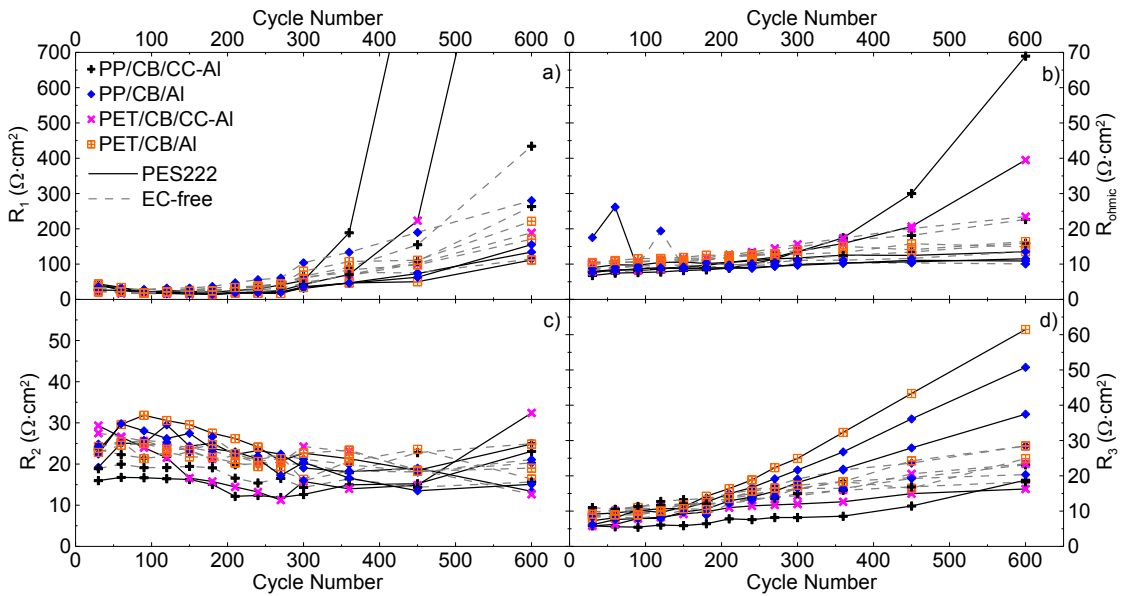 Cycle Number Cycle Number
0 100 200 300 400 500 600 0 100 200 300 400 500 600
700 70
600 60
500 50
400 40
300 30
200 20
100 10
0 0
PP/CB/CC-Al
PP/CB/Al
PET/CB/CC-Al
PET/CB/Al
PES222
EC-free
a) b)
R1 (Ω·cm²) Rohmic (Ω·cm²)
c) d)
50 60
40 50
30 40
20 30
10 20
0 10
0
R2 (Ω·cm²) R3 (Ω·cm²)
0 100 200 300 400 500 600 0 100 200 300 400 500 600
Cycle Number Cycle Number